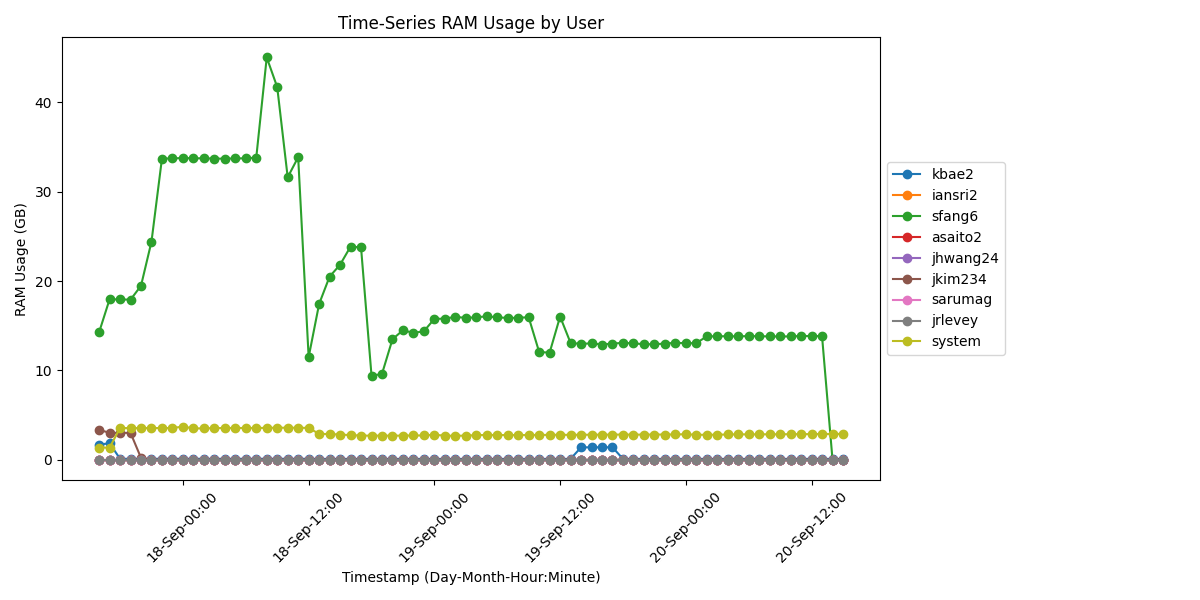 Time-Series RAM Usage by User
RAM Usage (GB)
40
30
20
10
0
18-Sep-00:00
18-Sep-12:00
19-Sep-00:00
19-Sep-12:00
20-Sep-00:00
20-Sep-12:00
Timestamp (Day-Month-Hour:Minute)
kbae2
iansri2
sfang6
asaito2
jhwang24
jkim234
sarumag
jrlevey
system